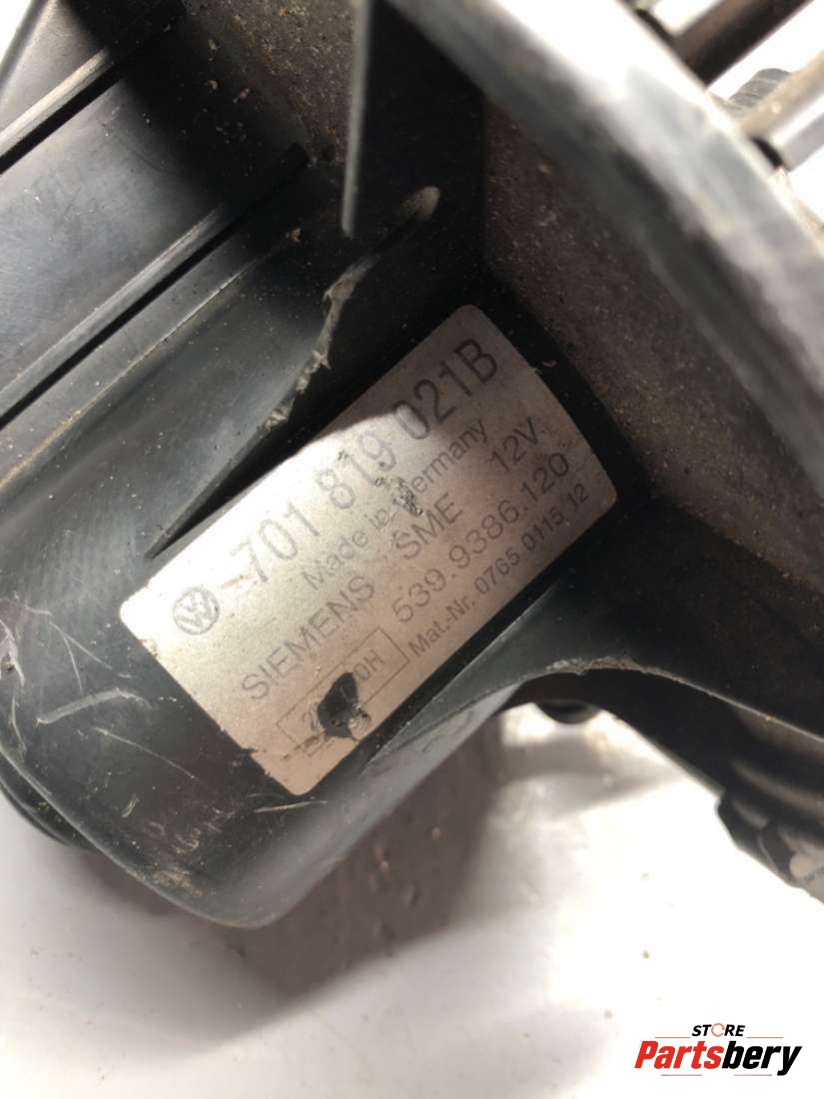 701 819 021B
Made in Germany
SIEMENS SME 12V
539.9386.120
Mat.-Nr. 0765 0115 12
STORE
Partsbery